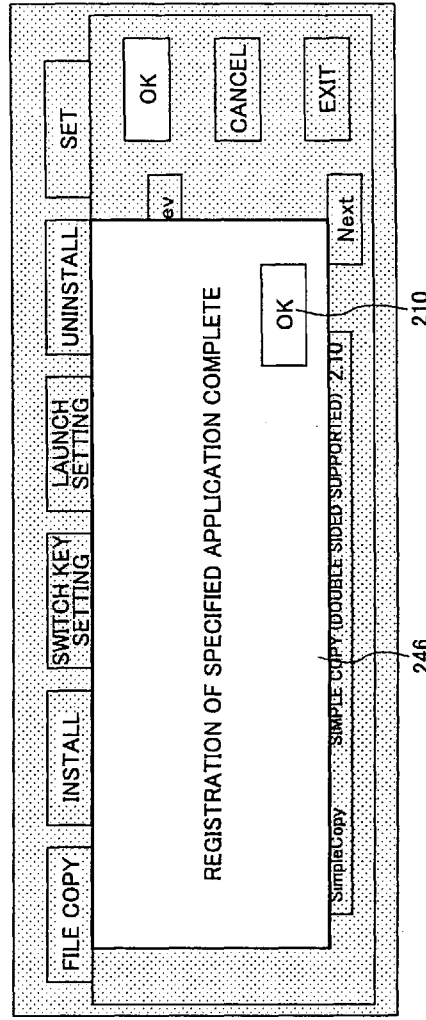 FILE COPY
INSTALL
SWITCH KEY
SETTING
LAUNCH
SETTING
UNINSTALL
SET
ev
OK
REGISTRATION OF SPECIFIED APPLICATION COMPLETE
OK
CANCEL
SimpleCopy SIMPLE COPY (DOUBLE SIDED SUPPORTED) 2.10
Next
EXIT
246
210